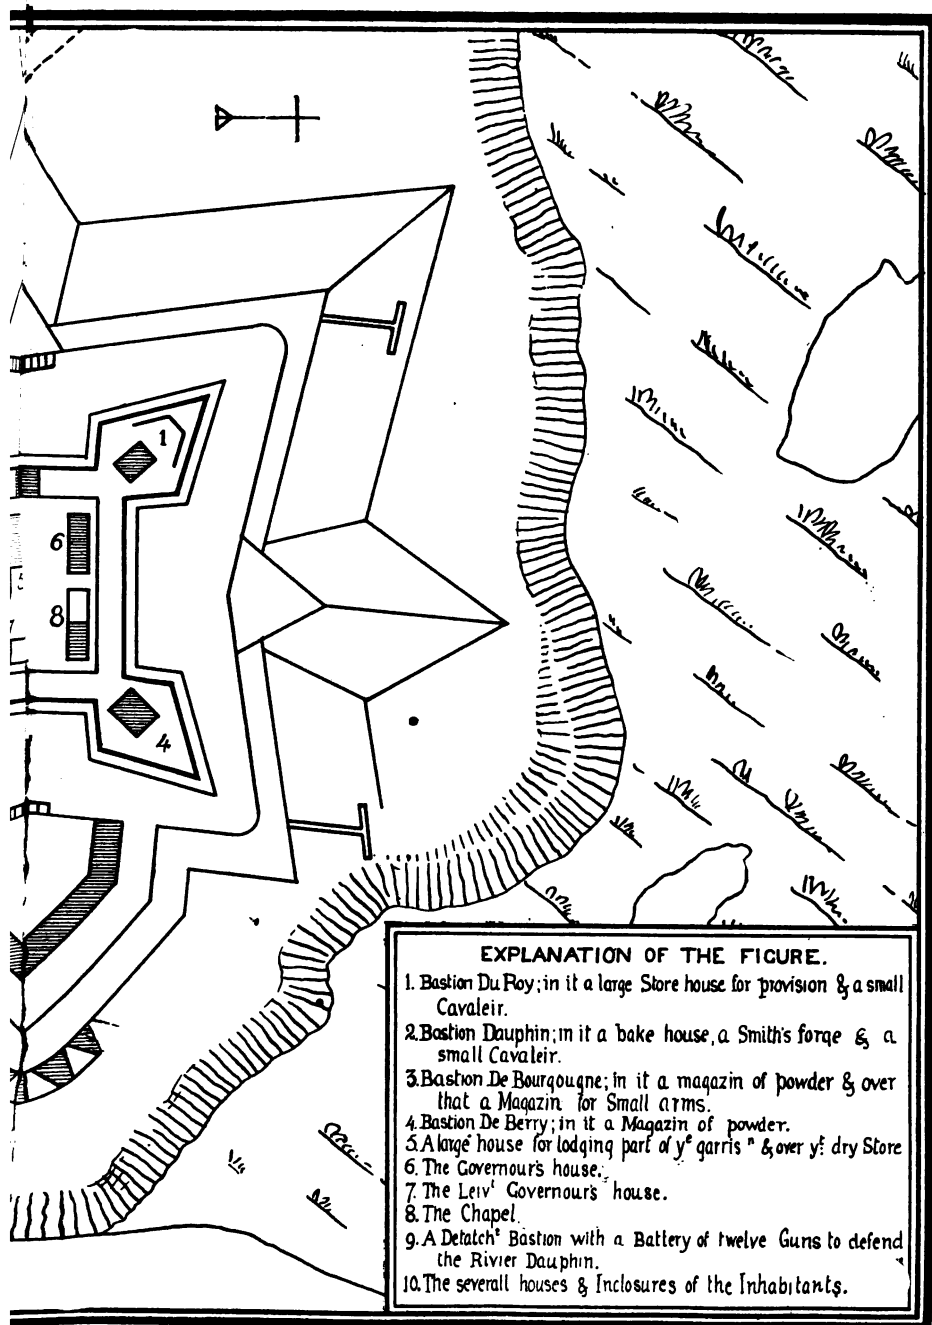 1
6
8
4
EXPLANATION OF THE FIGURE.
1. Bastion Du Roy; in it a large Store house for provision & a small
Cavaleir.
2. Bastion Dauphin; in it a bake house, a Smith's forge & a
small Cavaleir.
3. Bastion De Bourgougne; in it a magazin of powder & over
that a Magazin for Small arms.
4. Bastion De Berry; in it a Magazin of powder.
5. A large house for lodging part of yᵉ garrisⁿ & over yᵉ dry Store
6. The Governour's house.
7. The Leivᵗ Governour's house.
8. The Chapel.
9. A Detatchᵗ Bastion with a Battery of twelve Guns to defend
the Rivier Dauphin.
10. The severall houses & Inclosures of the Inhabitants.